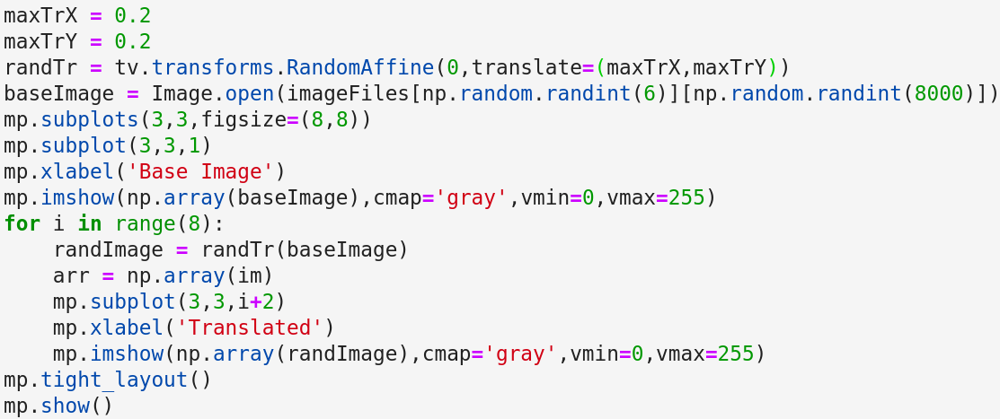 maxTrX = 0.2
maxTrY = 0.2
randTr = tv.transforms.RandomAffine(0,translate=(maxTrX,maxTrY))
baseImage = Image.open(imageFiles[np.random.randint(6)][np.random.randint(8000)])
mp.subplots(3,3,figsize=(8,8))
mp.subplot(3,3,1)
mp.xlabel('Base Image')
mp.imshow(np.array(baseImage),cmap='gray',vmin=0,vmax=255)
for i in range(8):
    randImage = randTr(baseImage)
    arr = np.array(im)
    mp.subplot(3,3,i+2)
    mp.xlabel('Translated')
    mp.imshow(np.array(randImage),cmap='gray',vmin=0,vmax=255)
mp.tight_layout()
mp.show()